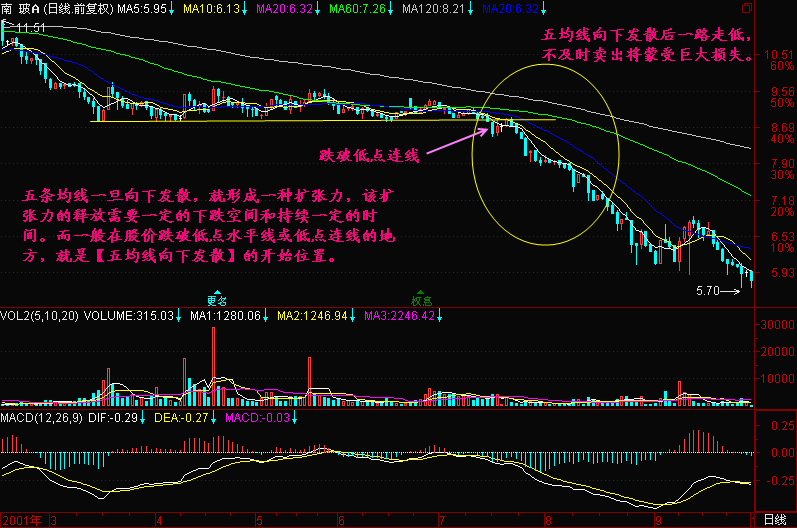 南 玻A (日线.前复权) MA5:5.95↓ MA10:6.13↓ MA20:6.32↓ MA60:7.26↓ MA120:8.21↓ MA20:6.32↓
11.51
五均线向下发散后一路走低，
不及时卖出将蒙受巨大损失。
10.51
60%
9.56
50%
8.69
40%
跌破低点连线
7.90
30%
五条均线一旦向下发散，就形成一种扩张力，该扩
张力的释放需要一定的下跌空间和持续一定的时
间。而一般在股价跌破低点水平线或低点连线的地
方，就是【五均线向下发散】的开始位置。
7.18
20%
6.53
10%
5.93
5.70→
更名
权息
VOL2(5,10,20) VOLUME:315.03↓ MA1:1280.06↓ MA2:1246.94↓ MA3:2246.42↓
30000
20000
10000
MACD(12,26,9) DIF:-0.29↓ DEA:-0.27↓ MACD:-0.03↓
0.25
0.00
-0.25
2001年 3 4 5 6 7 8 9 日线